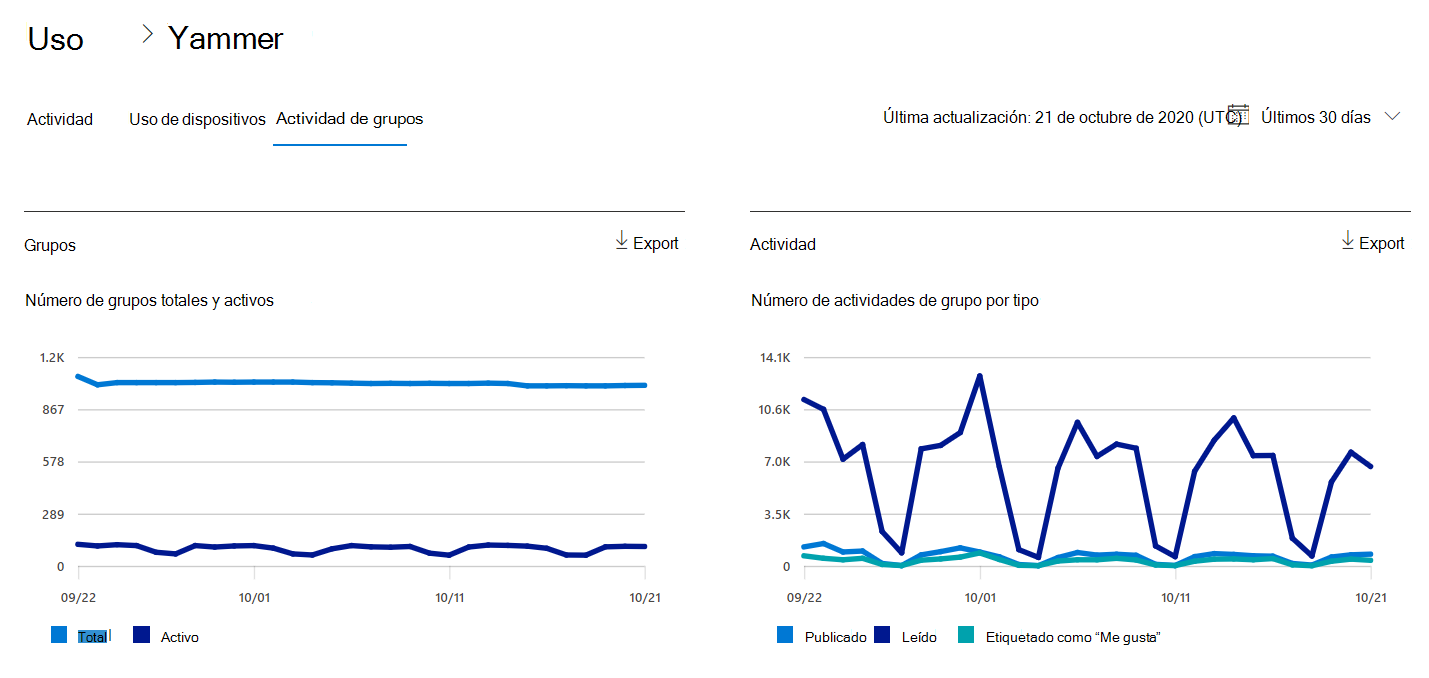 Uso > Yammer
Actividad Uso de dispositivos Actividad de grupos Última actualización: 21 de octubre de 2020 (UTC) Últimos 30 días
Grupos Export
Número de grupos totales y activos
1.2K
867
578
289
0
09/22 10/01 10/11 10/21
Total Activo
Actividad Export
Número de actividades de grupo por tipo
14.1K
10.6K
7.0K
3.5K
0
09/22 10/01 10/11 10/21
Publicado Leído Etiquetado como “Me gusta”